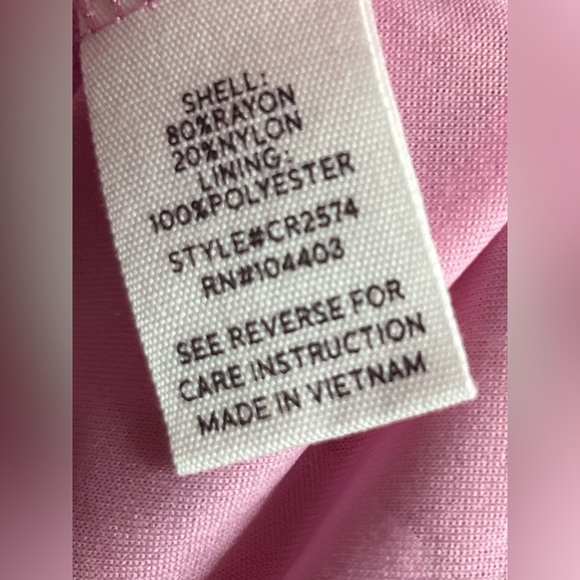 SHELL:
80%RAYON
20%NYLON
LINING:
100%POLYESTER
STYLE#CR2574
RN#104403
SEE REVERSE FOR
CARE INSTRUCTION
MADE IN VIETNAM